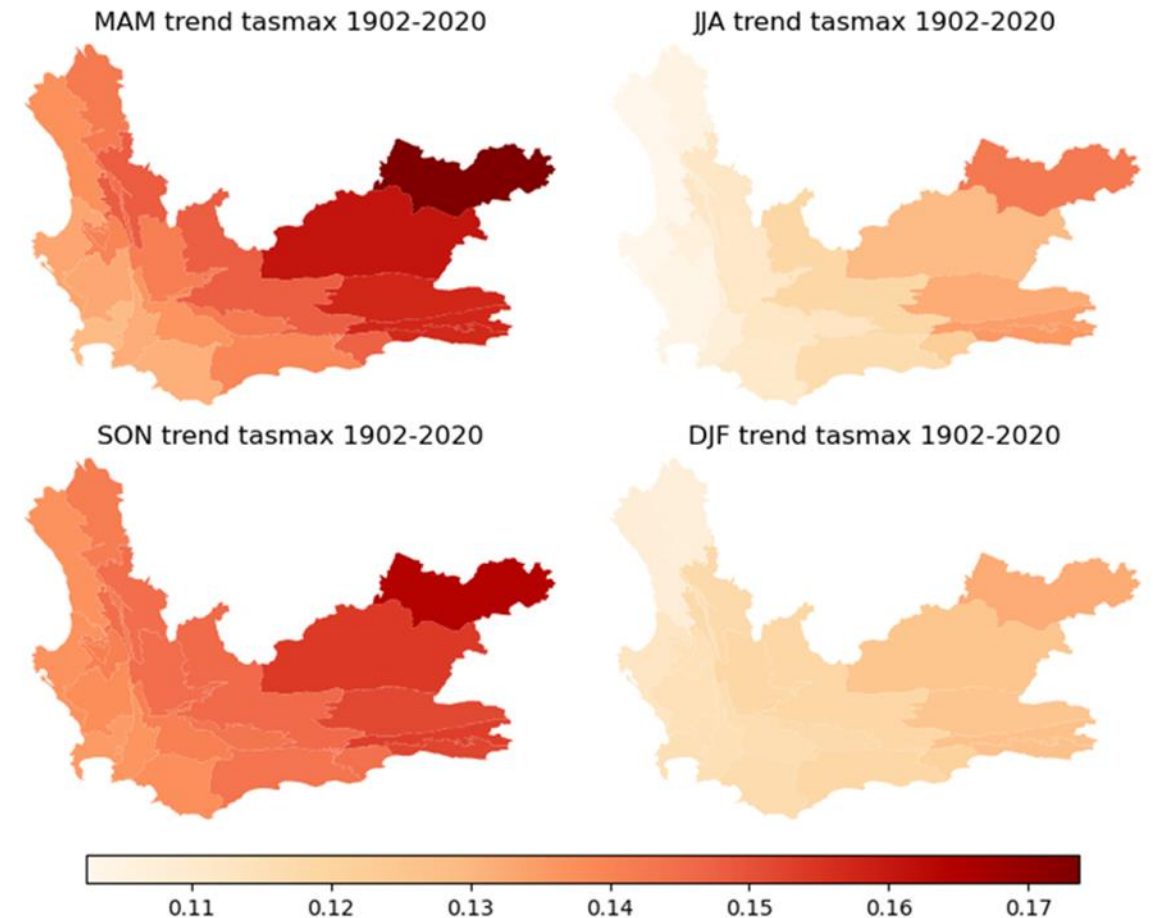 MAM trend tasmax 1902-2020
JJA trend tasmax 1902-2020
SON trend tasmax 1902-2020
DJF trend tasmax 1902-2020
0.11 0.12 0.13 0.14 0.15 0.16 0.17